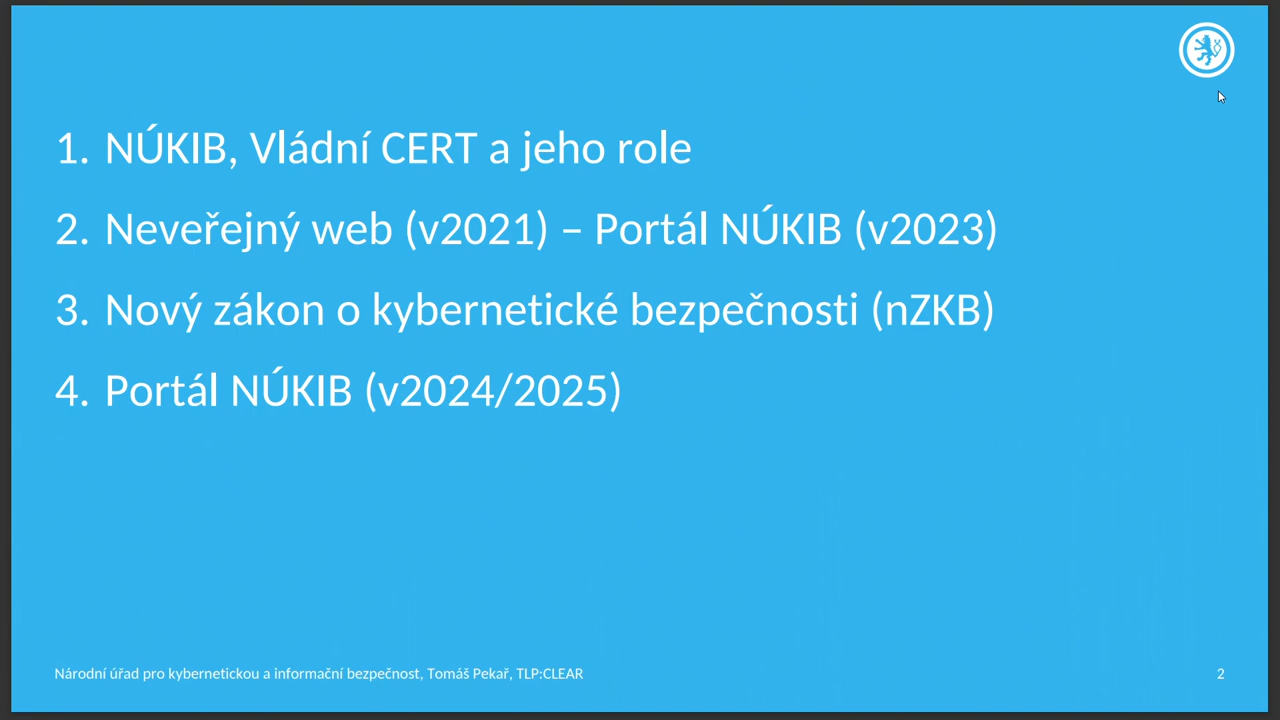 1. NÚKIB, Vládní CERT a jeho role
2. Neveřejný web (v2021) – Portál NÚKIB (v2023)
3. Nový zákon o kybernetické bezpečnosti (nZKB)
4. Portál NÚKIB (v2024/2025)
Národní úřad pro kybernetickou a informační bezpečnost, Tomáš Pekař, TLP:CLEAR
2